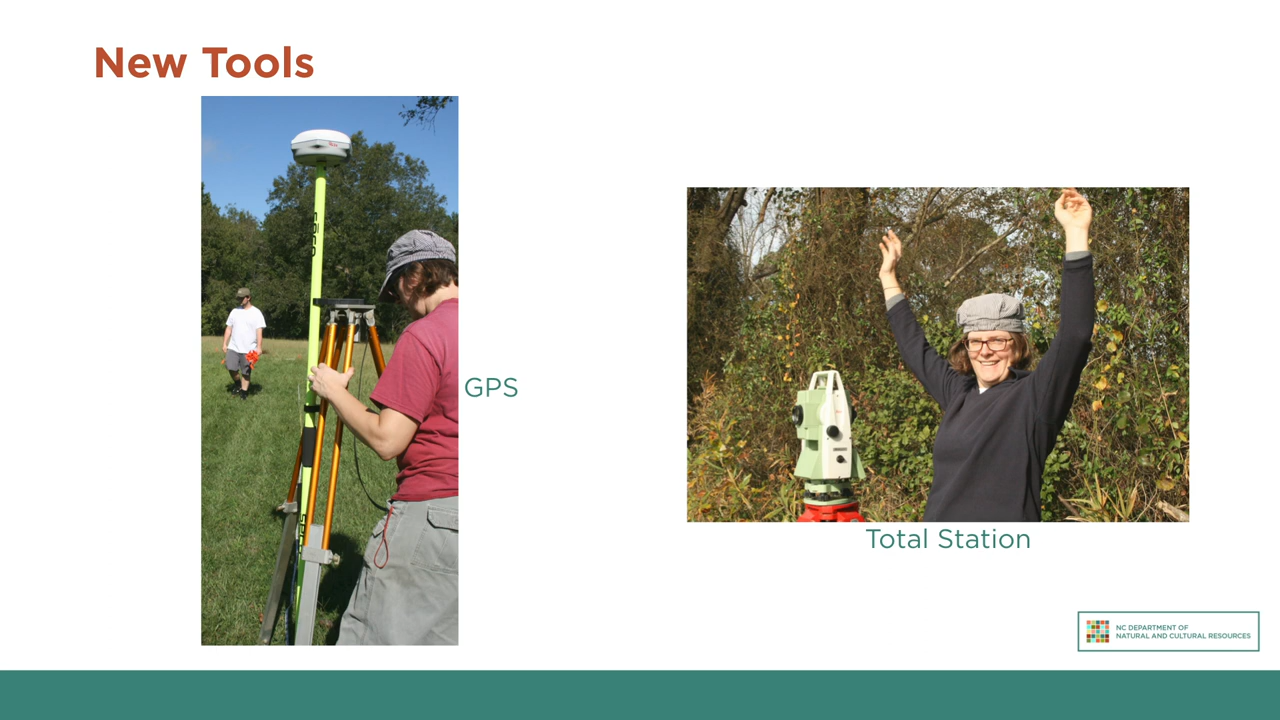 New Tools
GPS
Total Station
NC DEPARTMENT OF
NATURAL AND CULTURAL RESOURCES